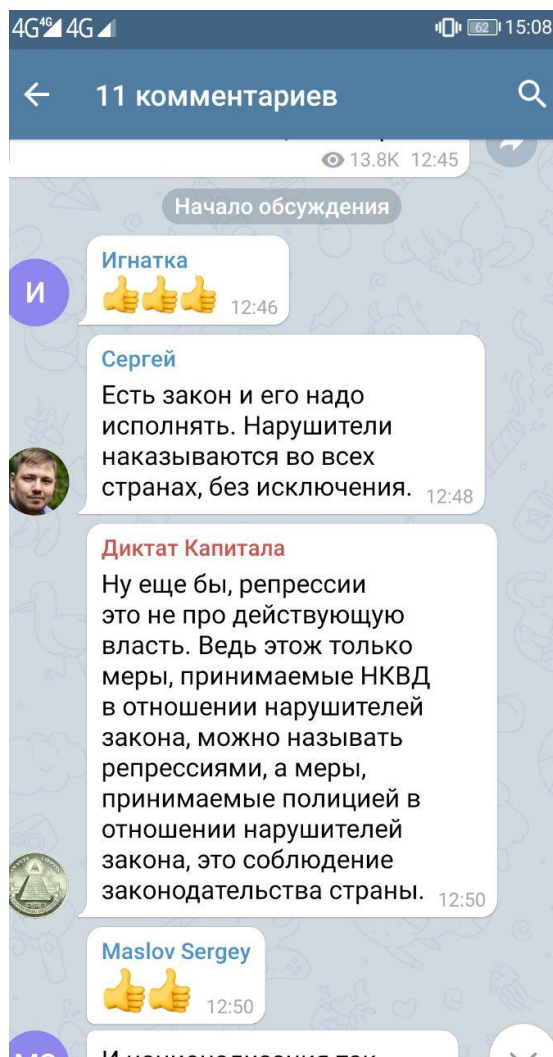 4G 4G 4G 62 15:08
11 комментариев
13.8K 12:45
Начало обсуждения
И
Игнатка
👍👍👍 12:46
Сергей
Есть закон и его надо
исполнять. Нарушители
наказываются во всех
странах, без исключения. 12:48
Диктат Капитала
Ну еще бы, репрессии
это не про действующую
власть. Ведь этож только
меры, принимаемые НКВД
в отношении нарушителей
закона, можно называть
репрессиями, а меры,
принимаемые полицией в
отношении нарушителей
закона, это соблюдение
законодательства страны. 12:50
Maslov Sergey
👍👍 12:50